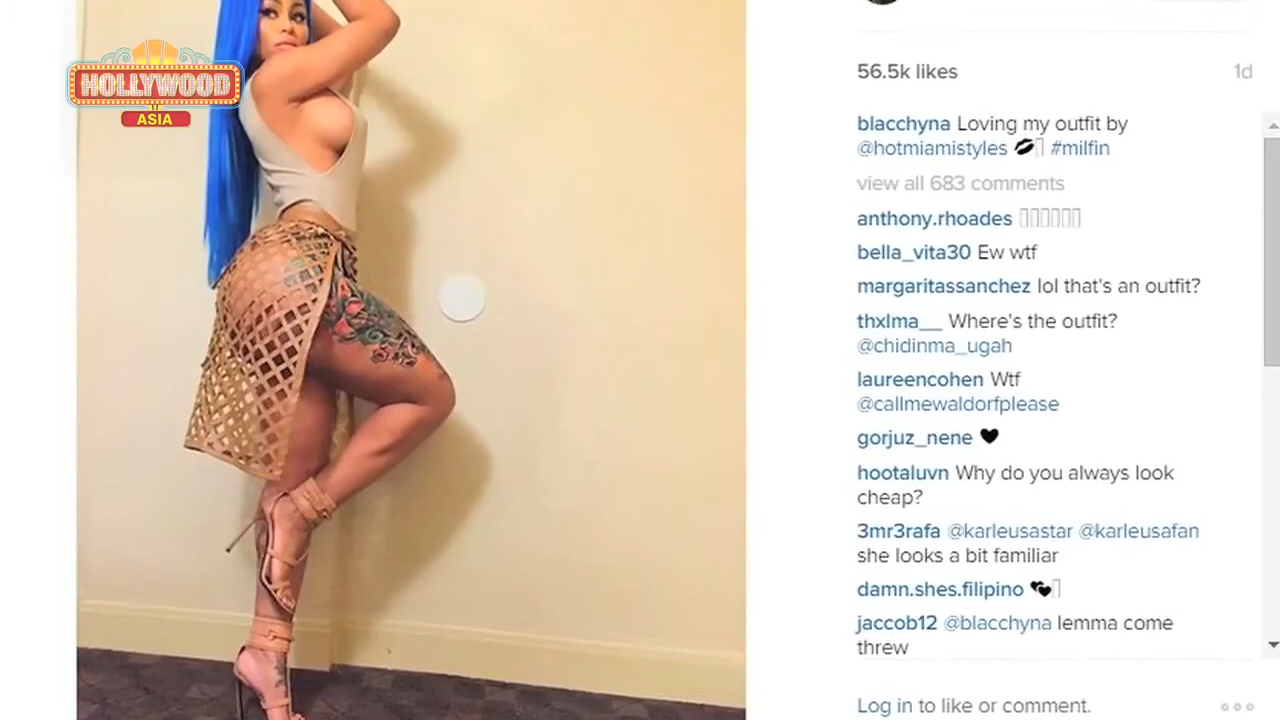 HOLLYWOOD
ASIA
56.5k likes
1d
blacchyna Loving my outfit by
@hotmiamistyles 💋 #milfin
view all 683 comments
anthony.rhoades
bella_vita30 Ew wtf
margaritassanchez lol that's an outfit?
thxlma__ Where's the outfit?
@chidinma_ugah
laureencohen Wtf
@callmewaldorfplease
gorjuz_nene ♥
hootaluvn Why do you always look
cheap?
3mr3rafa @karleusastar @karleusafan
she looks a bit familiar
damn.shes.filipino 💕
jaccob12 @blacchyna lemma come
threw
Log in to like or comment.